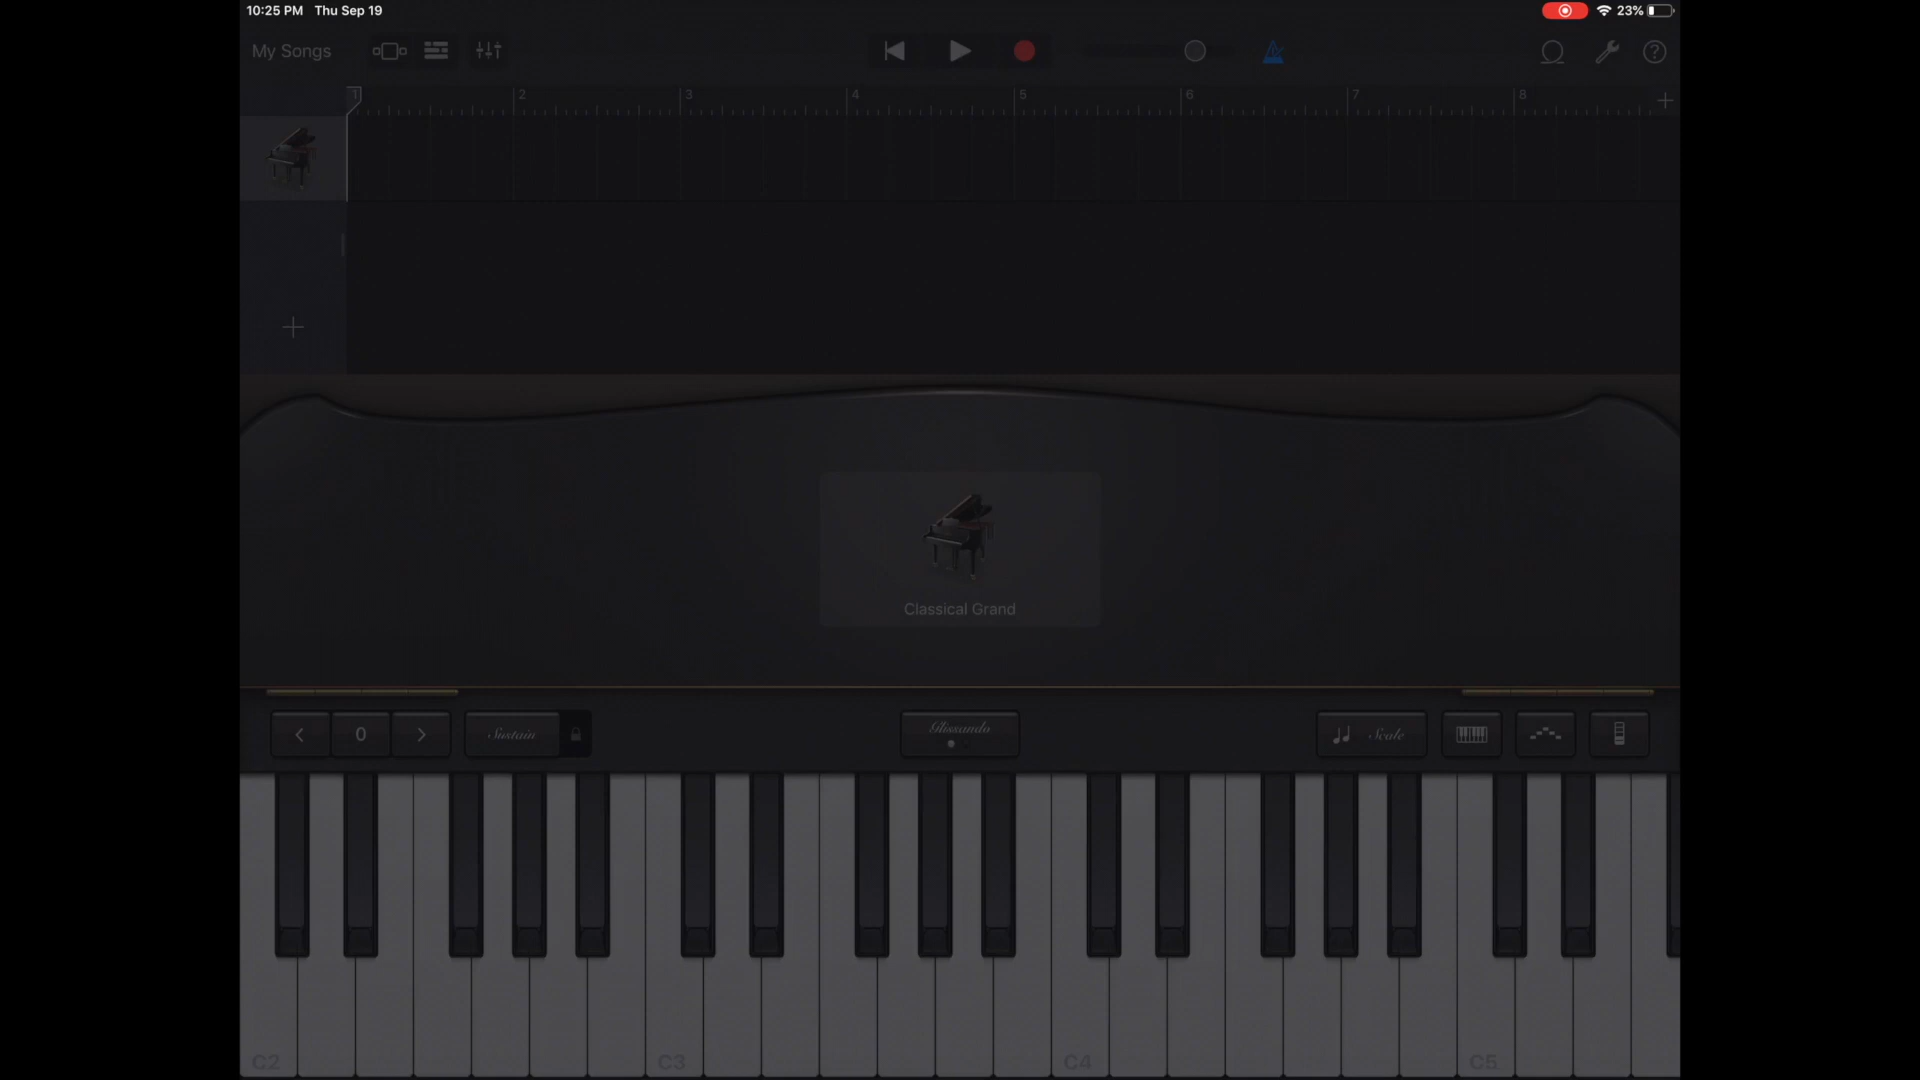 10:25 PM Thu Sep 19
23%
My Songs
1 2 3 4 5 6 7 8
Classical Grand
0 Sustain Glissando Scale
C2 C3 C4 C5